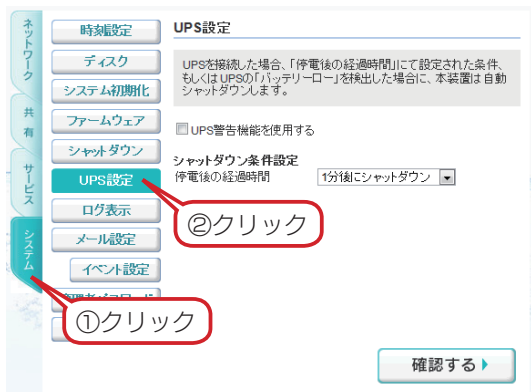 ネットワーク
共有
サービス
システム
時刻設定
ディスク
システム初期化
ファームウェア
シャットダウン
UPS設定
ログ表示
メール設定
イベント設定
UPS設定
UPSを接続した場合、「停電後の経過時間」にて設定された条件、
もしくはUPSの「バッテリーロー」を検出した場合に、本装置は自動
シャットダウンします。
UPS警告機能を使用する
シャットダウン条件設定
停電後の経過時間 1分後にシャットダウン
②クリック
①クリック
確認する